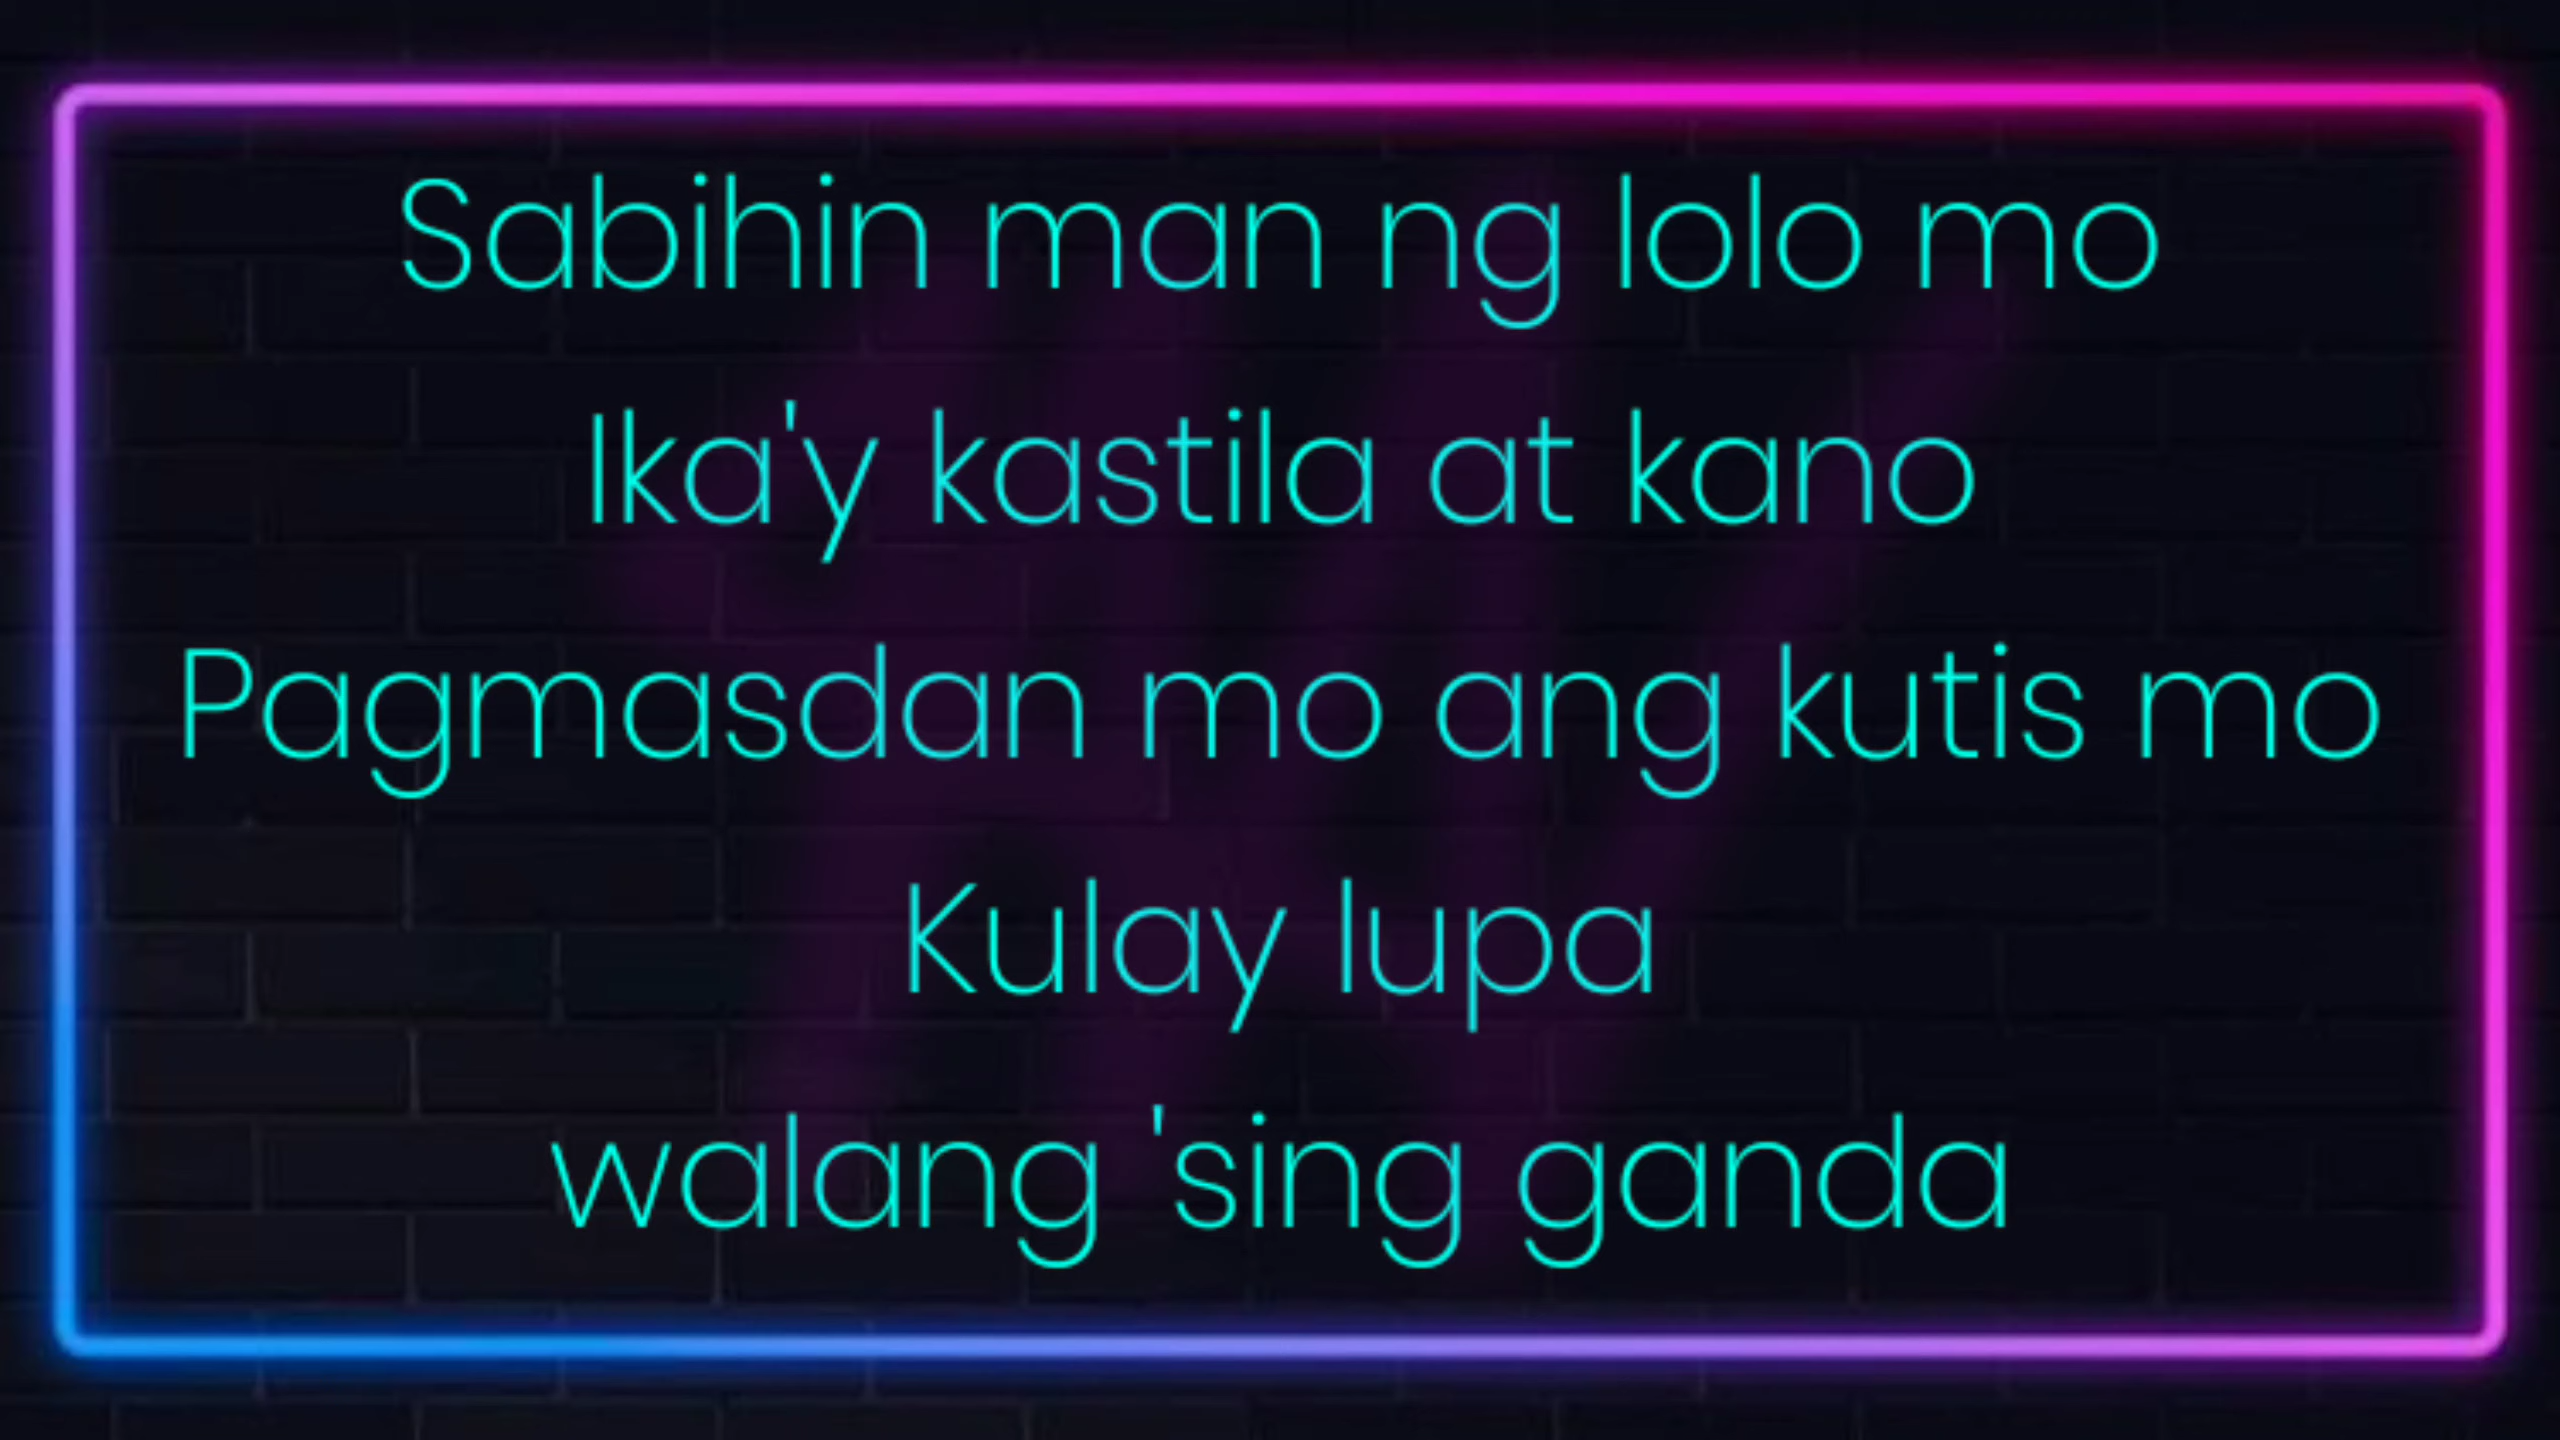 Sabihin man ng lolo mo
Ika'y kastila at kano
Pagmasdan mo ang kutis mo
Kulay lupa
walang 'sing ganda